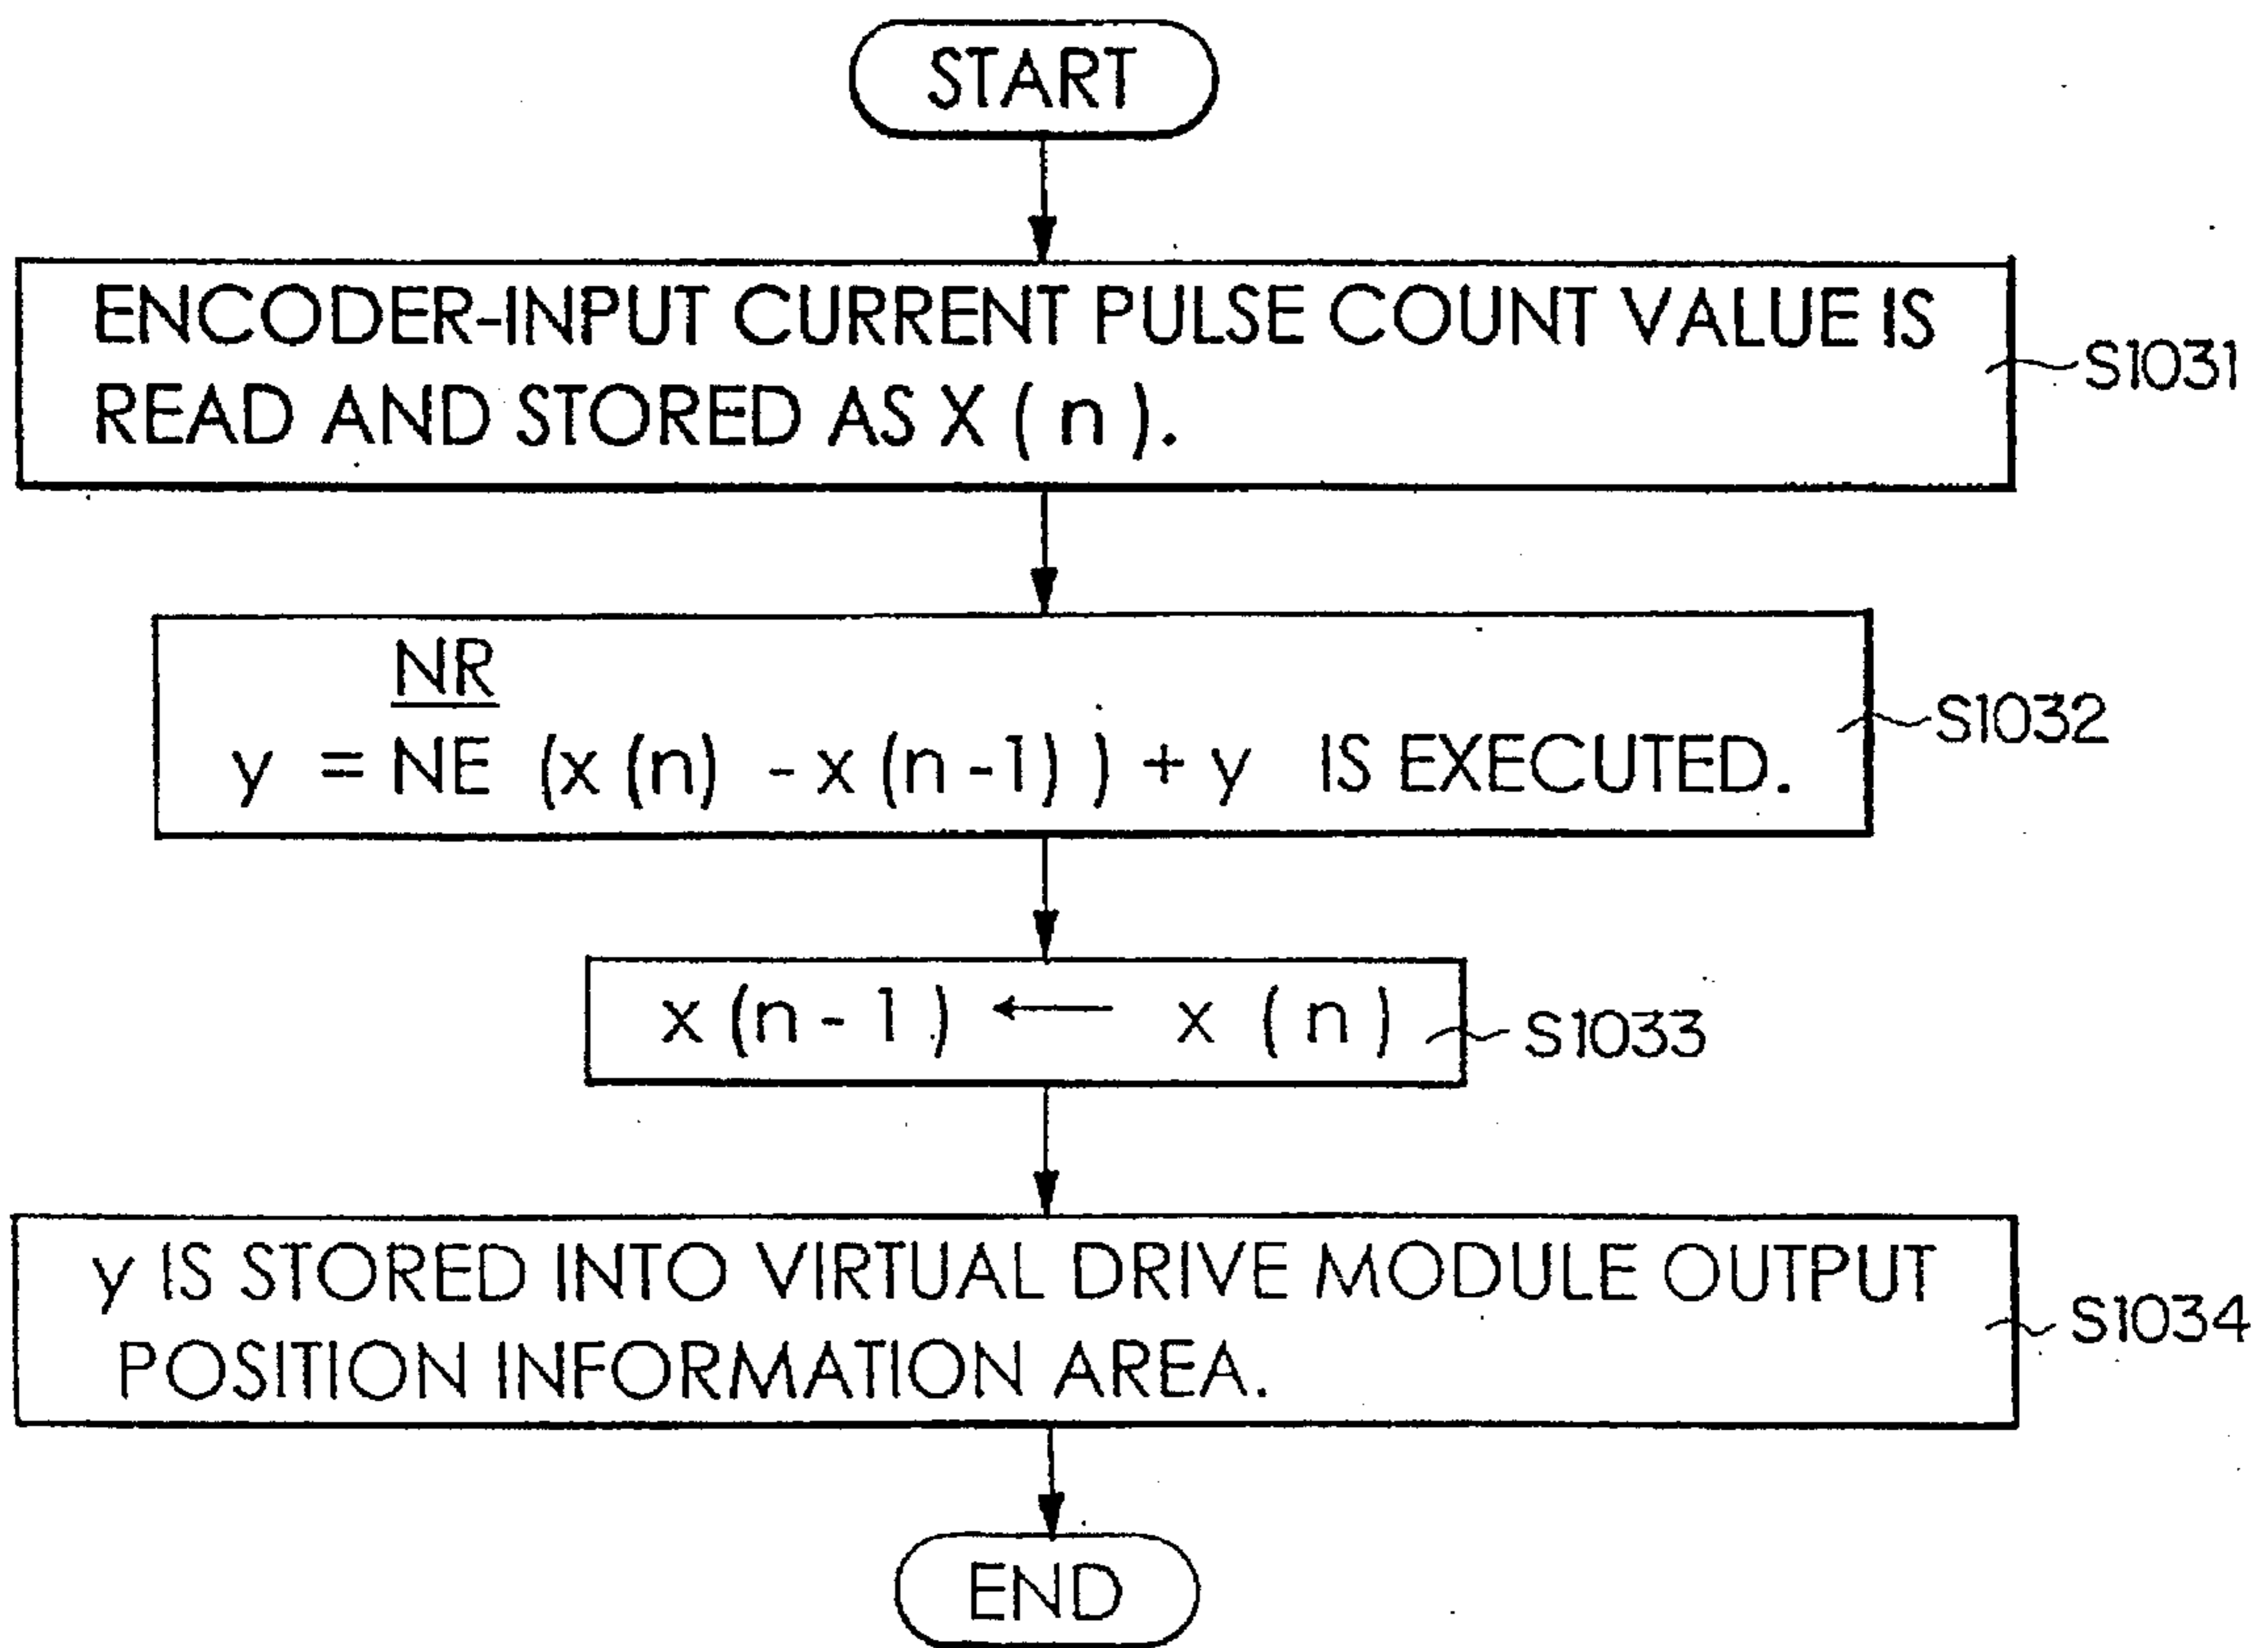 START
ENCODER-INPUT CURRENT PULSE COUNT VALUE IS
READ AND STORED AS X (n).
S1031
NR
y = NE (x (n) - x (n-1) ) + y IS EXECUTED.
S1032
x (n-1) ← x (n)
S1033
y IS STORED INTO VIRTUAL DRIVE MODULE OUTPUT
POSITION INFORMATION AREA.
S1034
END